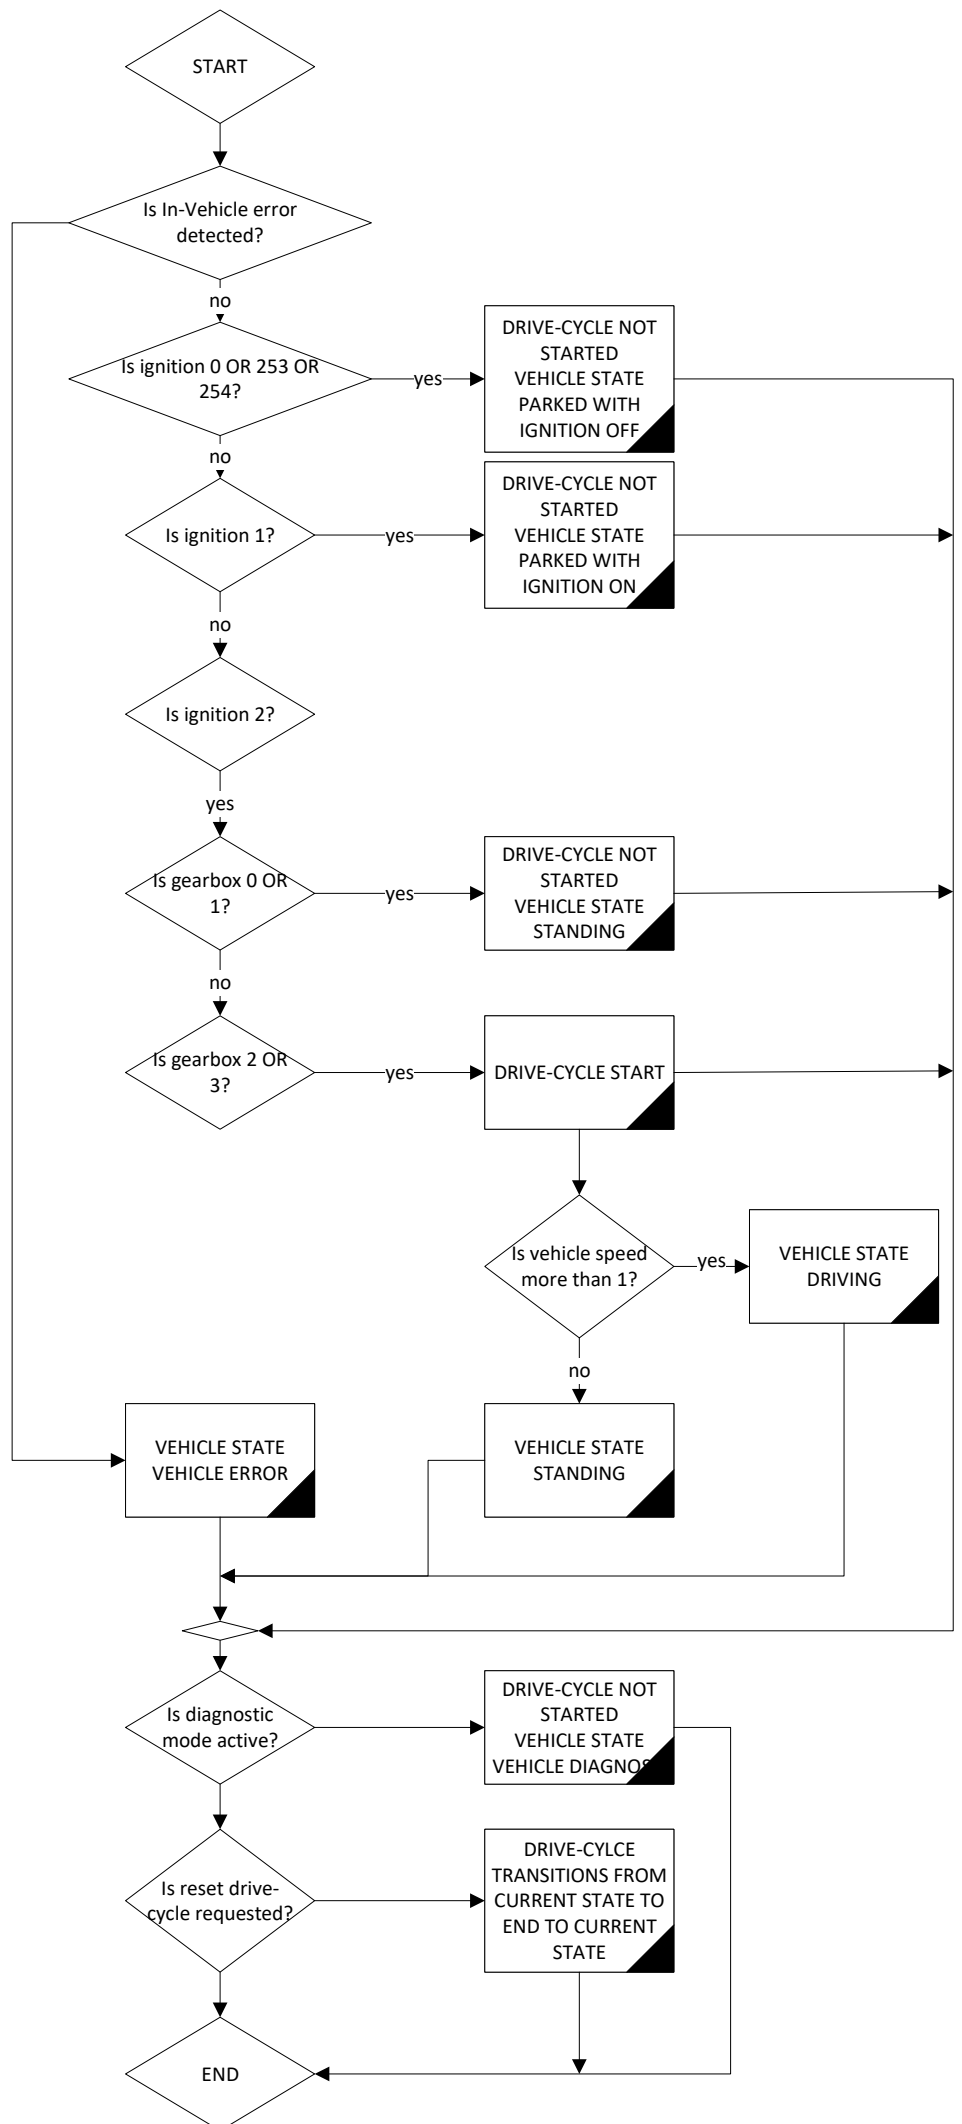 START
Is In-Vehicle error
detected?
no
Is ignition 0 OR 253 OR
254?
yes
DRIVE-CYCLE NOT
STARTED
VEHICLE STATE
PARKED WITH
IGNITION OFF
no
Is ignition 1?
yes
DRIVE-CYCLE NOT
STARTED
VEHICLE STATE
PARKED WITH
IGNITION ON
no
Is ignition 2?
yes
Is gearbox 0 OR
1?
yes
DRIVE-CYCLE NOT
STARTED
VEHICLE STATE
STANDING
no
Is gearbox 2 OR
3?
yes
DRIVE-CYCLE START
Is vehicle speed
more than 1?
yes
VEHICLE STATE
DRIVING
no
VEHICLE STATE
VEHICLE ERROR
VEHICLE STATE
STANDING
Is diagnostic
mode active?
DRIVE-CYCLE NOT
STARTED
VEHICLE STATE
VEHICLE
Is reset drive-
cycle requested?
DRIVE-CYLCE
TRANSITIONS FROM
CURRENT STATE TO
END TO CURRENT
STATE
END